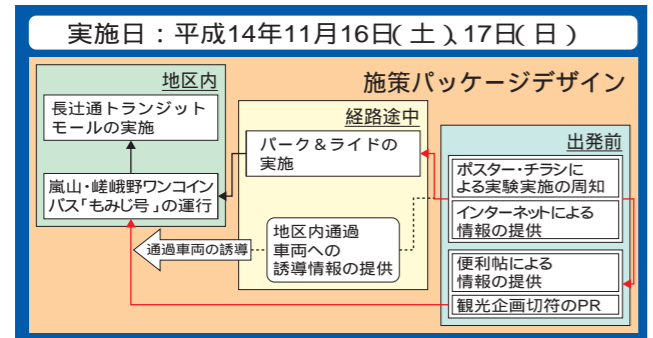 実施日：平成14年11月16日(土)、17日(日)
施策パッケージデザイン
地区内
長辻通トランジット
モールの実施
嵐山・嵯峨野ワンコイン
バス「もみじ号」の運行
通過車両の誘導
経路途中
パーク＆ライドの
実施
地区内通過
車両への
誘導情報の提供
出発前
ポスター・チラシに
よる実験実施の周知
インターネットによる
情報の提供
便利帖による
情報の提供
観光企画切符のPR